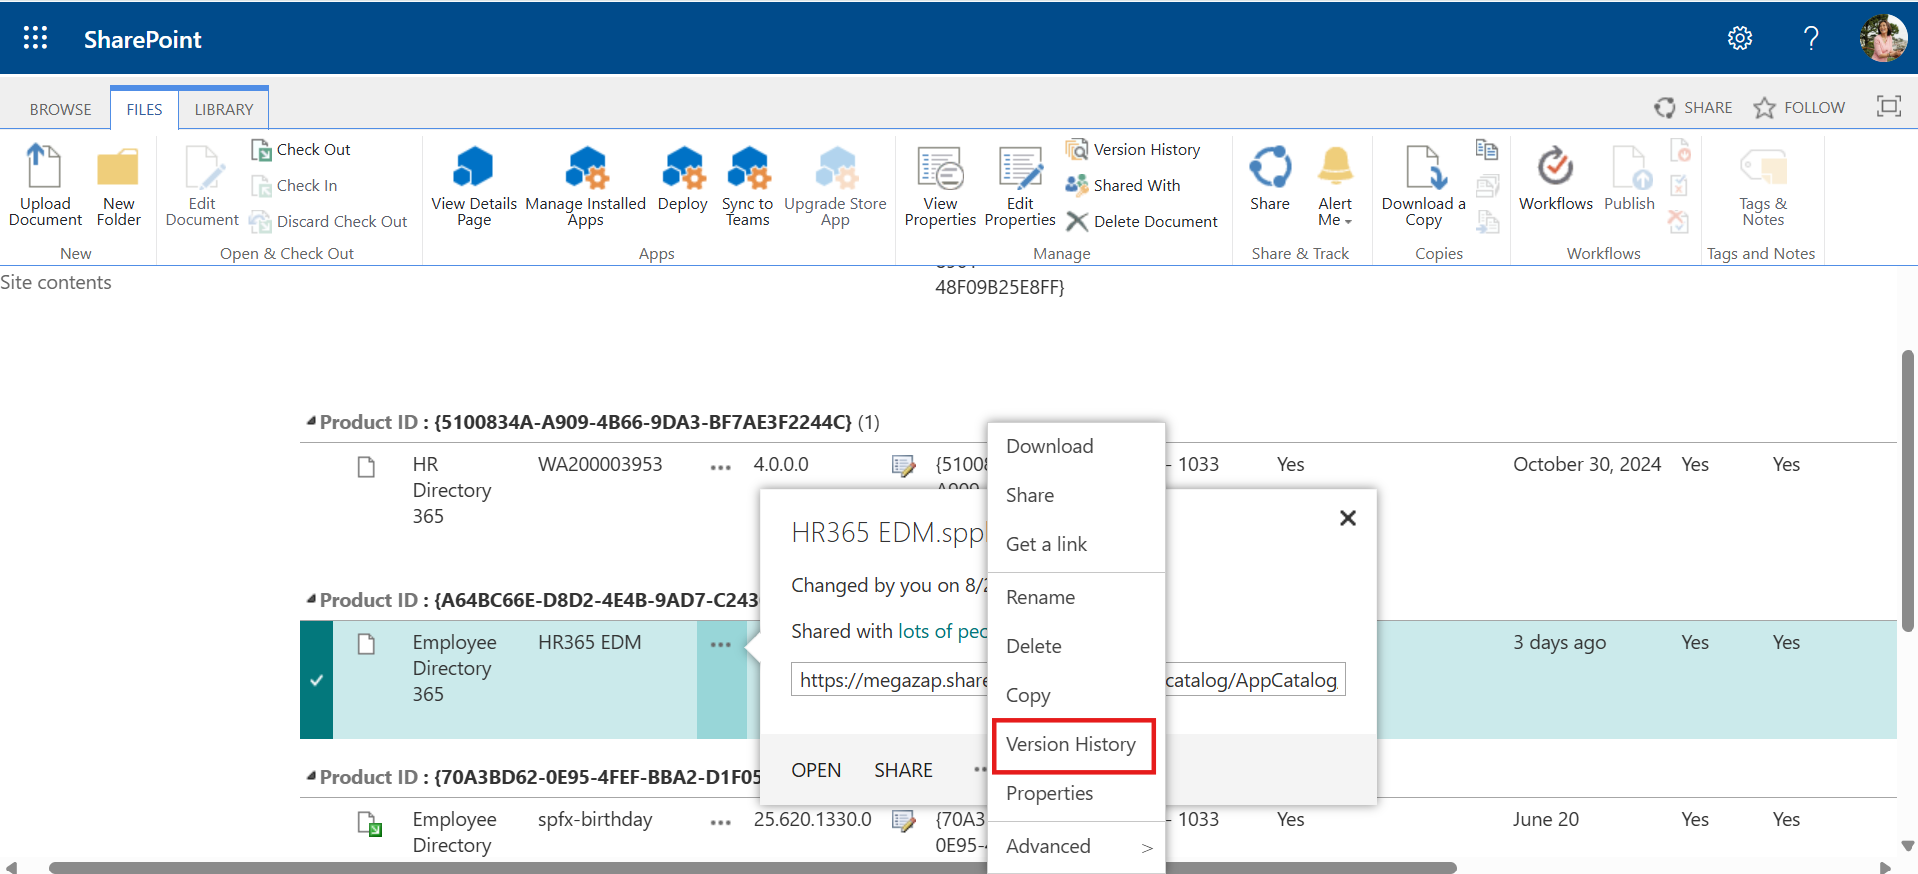 SharePoint
BROWSE
FILES
LIBRARY
SHARE
FOLLOW
Upload Document
New Folder
New
Edit Document
Check Out
Check In
Discard Check Out
Open & Check Out
View Details Page
Manage Installed Apps
Deploy
Sync to Teams
Upgrade Store App
Apps
View Properties
Edit Properties
Version History
Shared With
Delete Document
Manage
Share
Alert Me
Share & Track
Download a Copy
Copies
Workflows
Publish
Workflows
Tags & Notes
Tags and Notes
Site contents
48F09B25E8FF}
Product ID : {5100834A-A909-4B66-9DA3-BF7AE3F2244C} (1)
HR Directory 365
WA200003953
...
4.0.0.0
{5100
- 1033
Yes
October 30, 2024
Yes
Yes
Product ID : {A64BC66E-D8D2-4E4B-9AD7-C243
Employee Directory 365
HR365 EDM
...
3 days ago
Yes
Yes
HR365 EDM.spp
Changed by you on 8/2
Shared with lots of peo
https://megazap.share
catalog/AppCatalog
OPEN
SHARE
Download
Share
Get a link
Rename
Delete
Copy
Version History
Properties
Advanced >
Product ID : {70A3BD62-0E95-4FEF-BBA2-D1F05
Employee Directory
spfx-birthday
...
25.620.1330.0
{70A3
0E95-4
- 1033
Yes
June 20
Yes
Yes